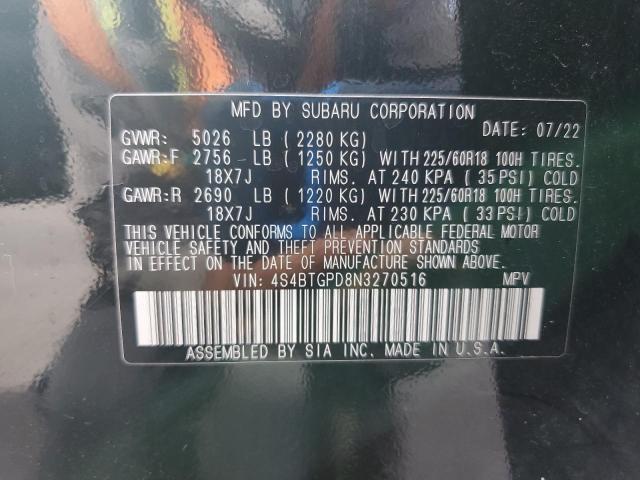 MFD BY SUBARU CORPORATION
DATE: 07/22
GVWR: 5026 LB ( 2280 KG)
GAWR:F 2756 LB ( 1250 KG) WITH 225/60R18 100H TIRES.
18X7J RIMS. AT 240 KPA ( 35 PSI) COLD
GAWR:R 2690 LB ( 1220 KG) WITH 225/60R18 100H TIRES.
18X7J RIMS. AT 230 KPA ( 33 PSI) COLD
THIS VEHICLE CONFORMS TO ALL APPLICABLE FEDERAL MOTOR
VEHICLE SAFETY AND THEFT PREVENTION STANDARDS
IN EFFECT ON THE DATE OF MANUFACTURE
SHOWN ABOVE.
VIN: 4S4BTGPD8N3270516 MPV
ASSEMBLED BY SIA INC. MADE IN U.S.A.